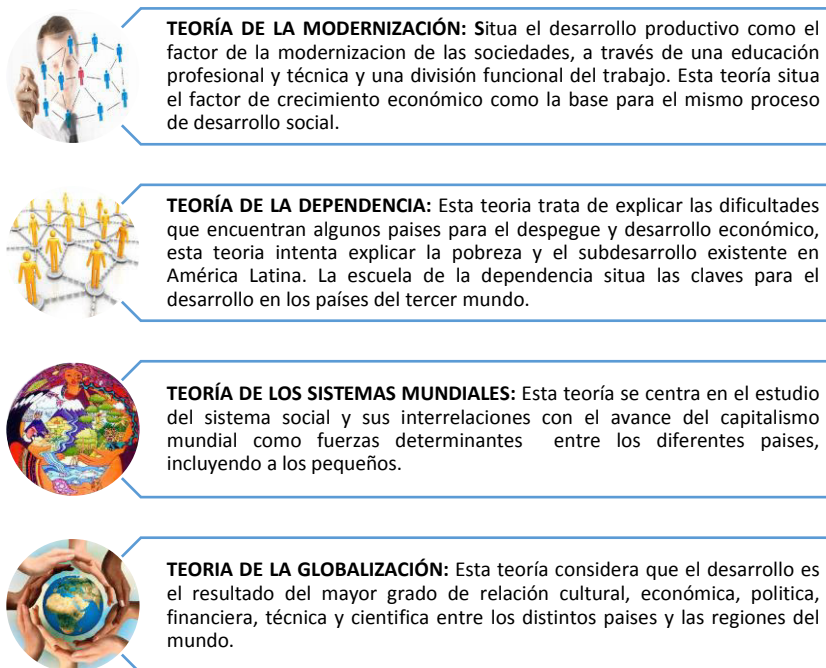 TEORÍA DE LA MODERNIZACIÓN: Situa el desarrollo productivo como el
factor de la modernizacion de las sociedades, a través de una educación
profesional y técnica y una división funcional del trabajo. Esta teoría situa
el factor de crecimiento económico como la base para el mismo proceso
de desarrollo social.
TEORÍA DE LA DEPENDENCIA: Esta teoria trata de explicar las dificultades
que encuentran algunos paises para el despegue y desarrollo económico,
esta teoria intenta explicar la pobreza y el subdesarrollo existente en
América Latina. La escuela de la dependencia situa las claves para el
desarrollo en los países del tercer mundo.
TEORÍA DE LOS SISTEMAS MUNDIALES: Esta teoría se centra en el estudio
del sistema social y sus interrelaciones con el avance del capitalismo
mundial como fuerzas determinantes entre los diferentes paises,
incluyendo a los pequeños.
TEORIA DE LA GLOBALIZACIÓN: Esta teoría considera que el desarrollo es
el resultado del mayor grado de relación cultural, económica, politica,
financiera, técnica y cientifica entre los distintos paises y las regiones del
mundo.